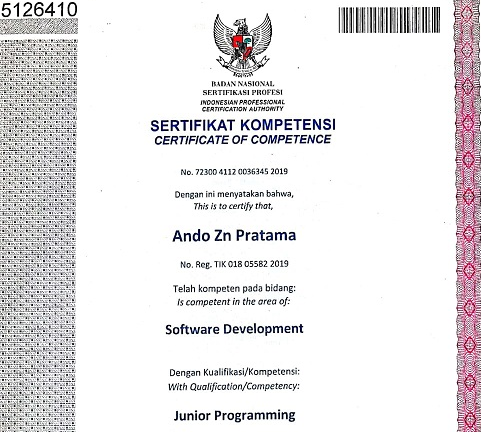 5126410
BADAN NASIONAL
SERTIFIKASI PROFESI
INDONESIAN PROFESSIONAL
CERTIFICATION AUTHORITY
SERTIFIKAT KOMPETENSI
CERTIFICATE OF COMPETENCE
No. 72300 4112 0036345 2019
Dengan ini menyatakan bahwa,
This is to certify that,
Ando Zn Pratama
No. Reg. TIK 018 05582 2019
Telah kompeten pada bidang:
Is competent in the area of:
Software Development
Dengan Kualifikasi/Kompetensi:
With Qualification/Competency:
Junior Programming